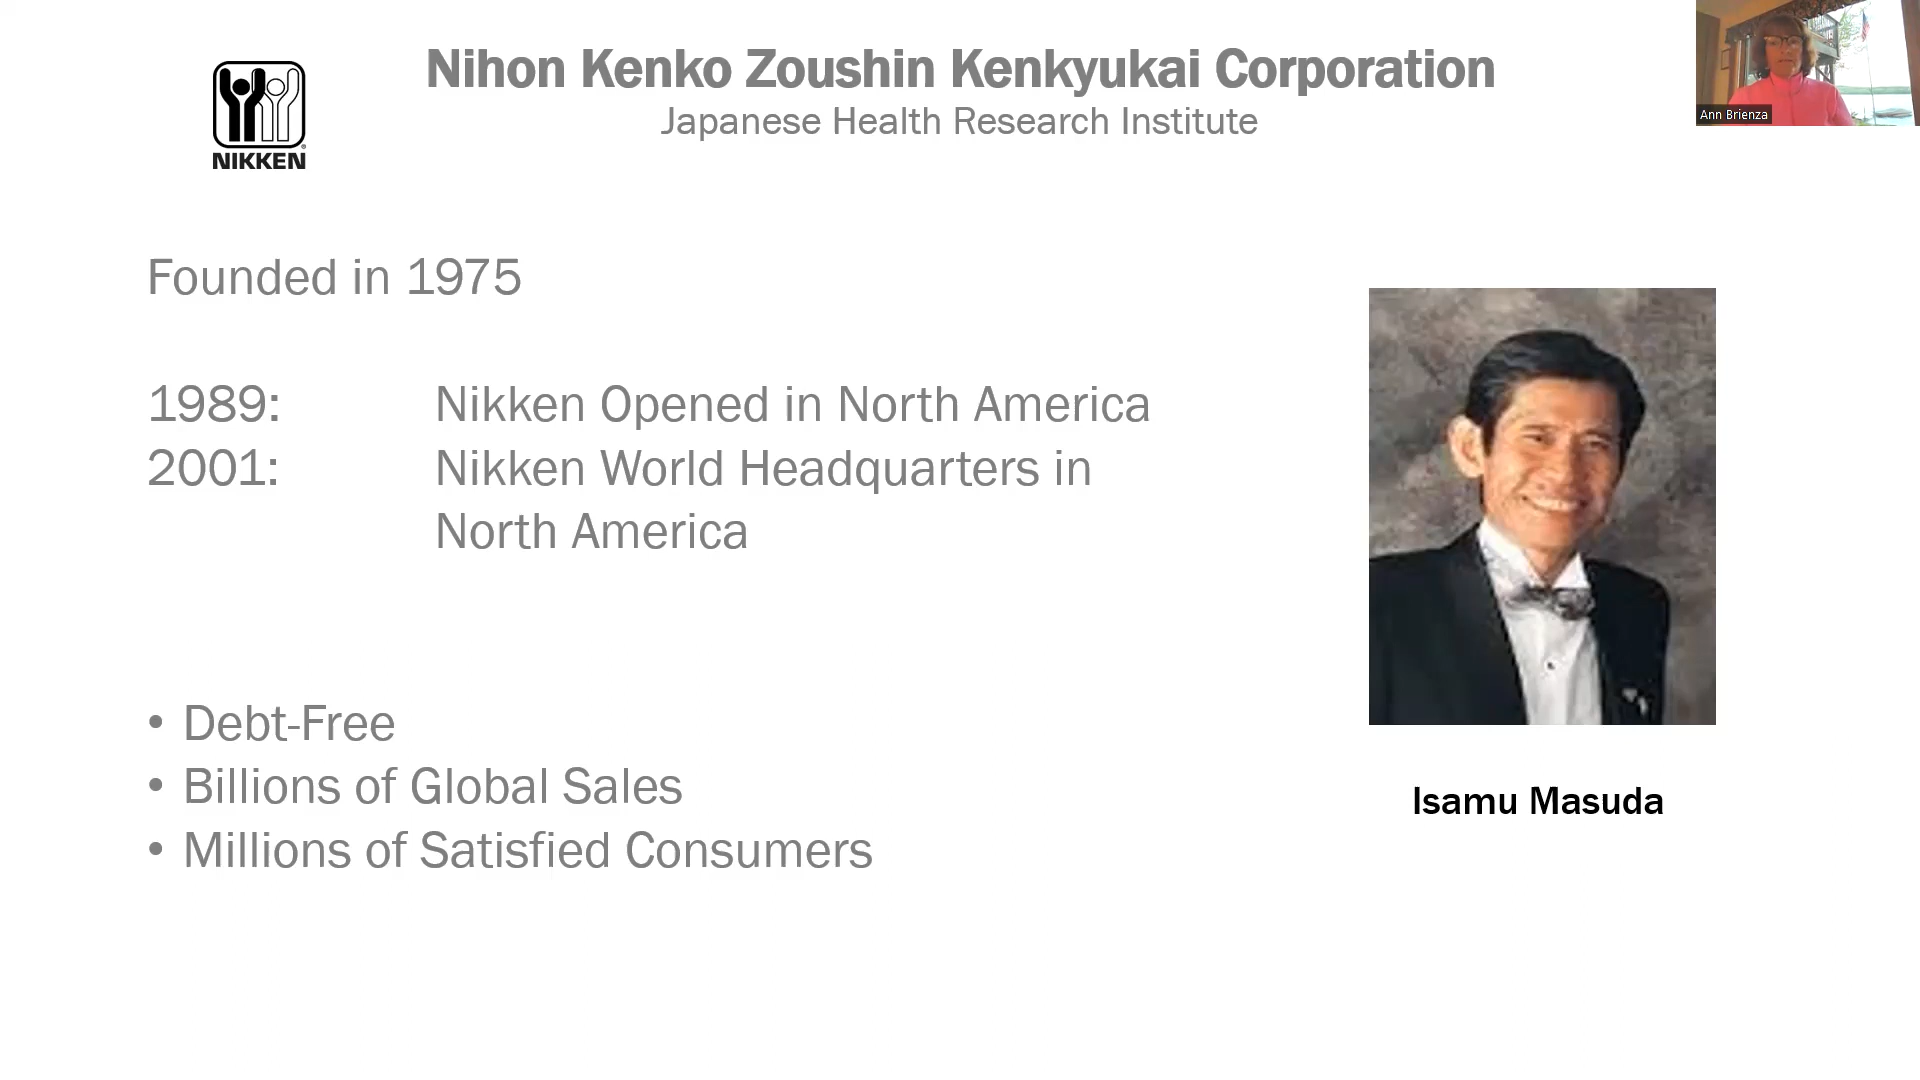 Nihon Kenko Zoushin Kenkyukai Corporation
Japanese Health Research Institute
NIKKEN
Ann Brienza
Founded in 1975
1989: Nikken Opened in North America
2001: Nikken World Headquarters in
North America
• Debt-Free
• Billions of Global Sales
• Millions of Satisfied Consumers
Isamu Masuda